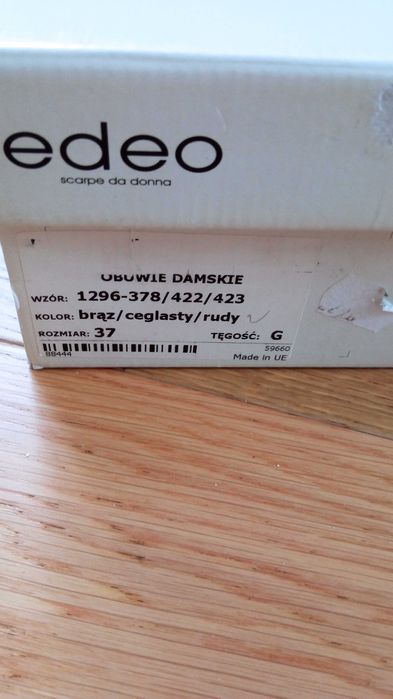 edeo
scarpe da donna
OBUWIE DAMSKIE
WZÓR: 1296-378/422/423
KOLOR: brąz/ceglasty/rudy
ROZMIAR: 37 TĘGOŚĆ: G
59660
88444 Made in UE